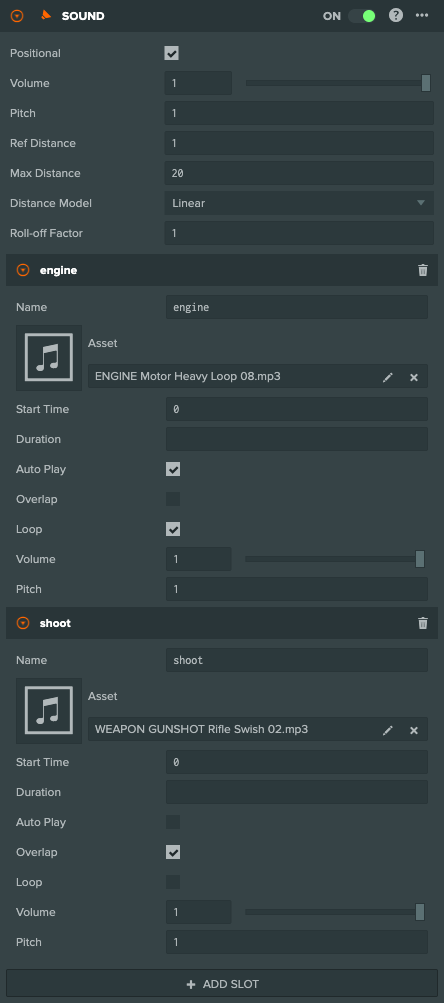 SOUND ON ? •••
Positional
Volume 1
Pitch 1
Ref Distance 1
Max Distance 20
Distance Model Linear
Roll-off Factor 1
engine
Name engine
Asset
ENGINE Motor Heavy Loop 08.mp3
Start Time 0
Duration
Auto Play
Overlap
Loop
Volume 1
Pitch 1
shoot
Name shoot
Asset
WEAPON GUNSHOT Rifle Swish 02.mp3
Start Time 0
Duration
Auto Play
Overlap
Loop
Volume 1
Pitch 1
+ ADD SLOT